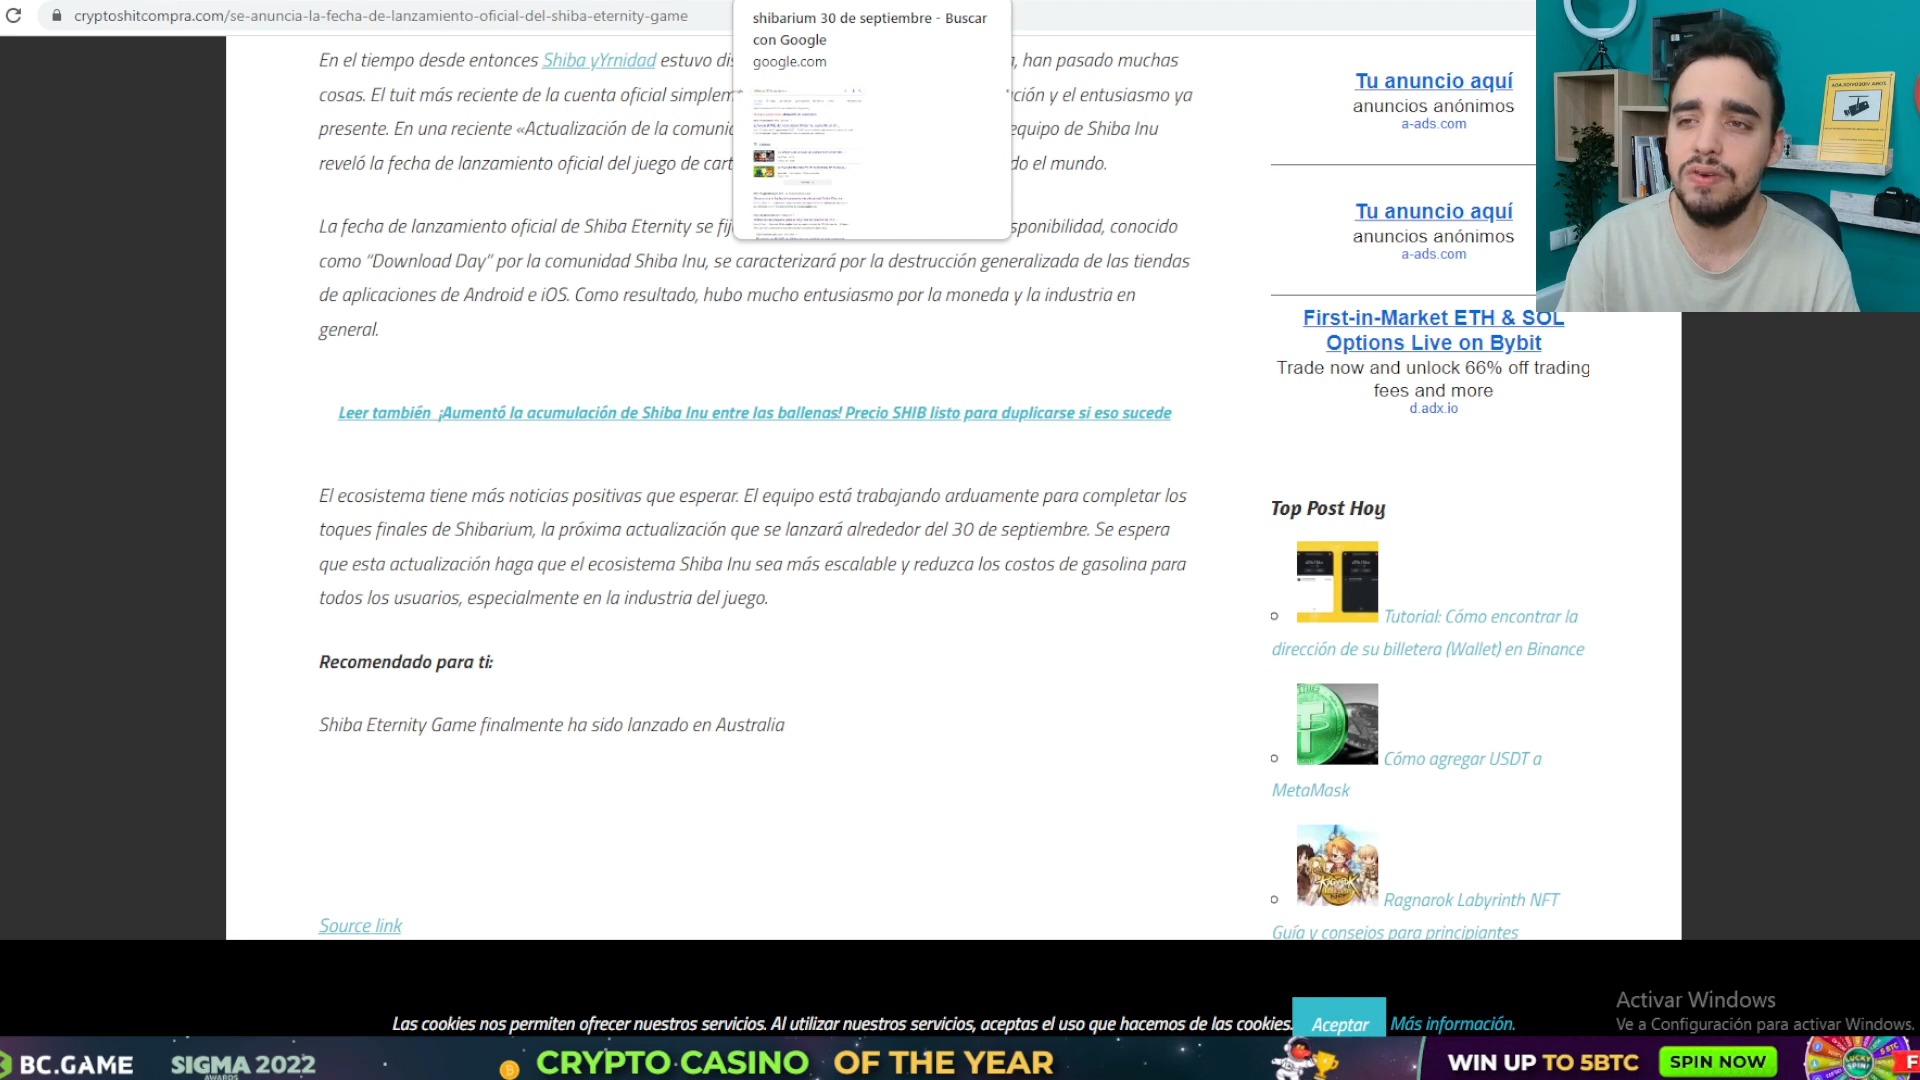 cryptoshitcompra.com/se-anuncia-la-fecha-de-lanzamiento-oficial-del-shiba-eternity-game
shibarium 30 de septiembre - Buscar
con Google
google.com
En el tiempo desde entonces Shiba yYrnidad estuvo , han pasado muchas
cosas. El tuit más reciente de la cuenta oficial ción y el entusiasmo ya
presente. En una reciente «Actualización de la equipo de Shiba Inu
reveló la fecha de lanzamiento oficial del juego de do el mundo.
La fecha de lanzamiento oficial de Shiba Eternity se sponibilidad, conocido
como “Download Day” por la comunidad Shiba Inu, se caracterizará por la destrucción generalizada de las tiendas
de aplicaciones de Android e iOS. Como resultado, hubo mucho entusiasmo por la moneda y la industria en
general.
Leer también ¡Aumentó la acumulación de Shiba Inu entre las ballenas! Precio SHIB listo para duplicarse si eso sucede
El ecosistema tiene más noticias positivas que esperar. El equipo está trabajando arduamente para completar los
toques finales de Shibarium, la próxima actualización que se lanzará alrededor del 30 de septiembre. Se espera
que esta actualización haga que el ecosistema Shiba Inu sea más escalable y reduzca los costos de gasolina para
todos los usuarios, especialmente en la industria del juego.
Recomendado para ti:
Shiba Eternity Game finalmente ha sido lanzado en Australia
Source link
Tu anuncio aquí
anuncios anónimos
a-ads.com
Tu anuncio aquí
anuncios anónimos
a-ads.com
First-in-Market ETH & SOL
Options Live on Bybit
Trade now and unlock 66% off trading
fees and more
d.adx.io
Top Post Hoy
Tutorial: Cómo encontrar la
dirección de su billetera (Wallet) en Binance
Cómo agregar USDT a
MetaMask
Ragnarok Labyrinth NFT
Guía y consejos para principiantes
Activar Windows
Ve a Configuración para activar Windows.
Las cookies nos permiten ofrecer nuestros servicios. Al utilizar nuestros servicios, aceptas el uso que hacemos de las cookies.
Aceptar
Más información.
BC.GAME
SIGMA 2022
AWARDS
CRYPTO CASINO OF THE YEAR
WIN UP TO 5BTC
SPIN NOW
LUCKY
SPIN